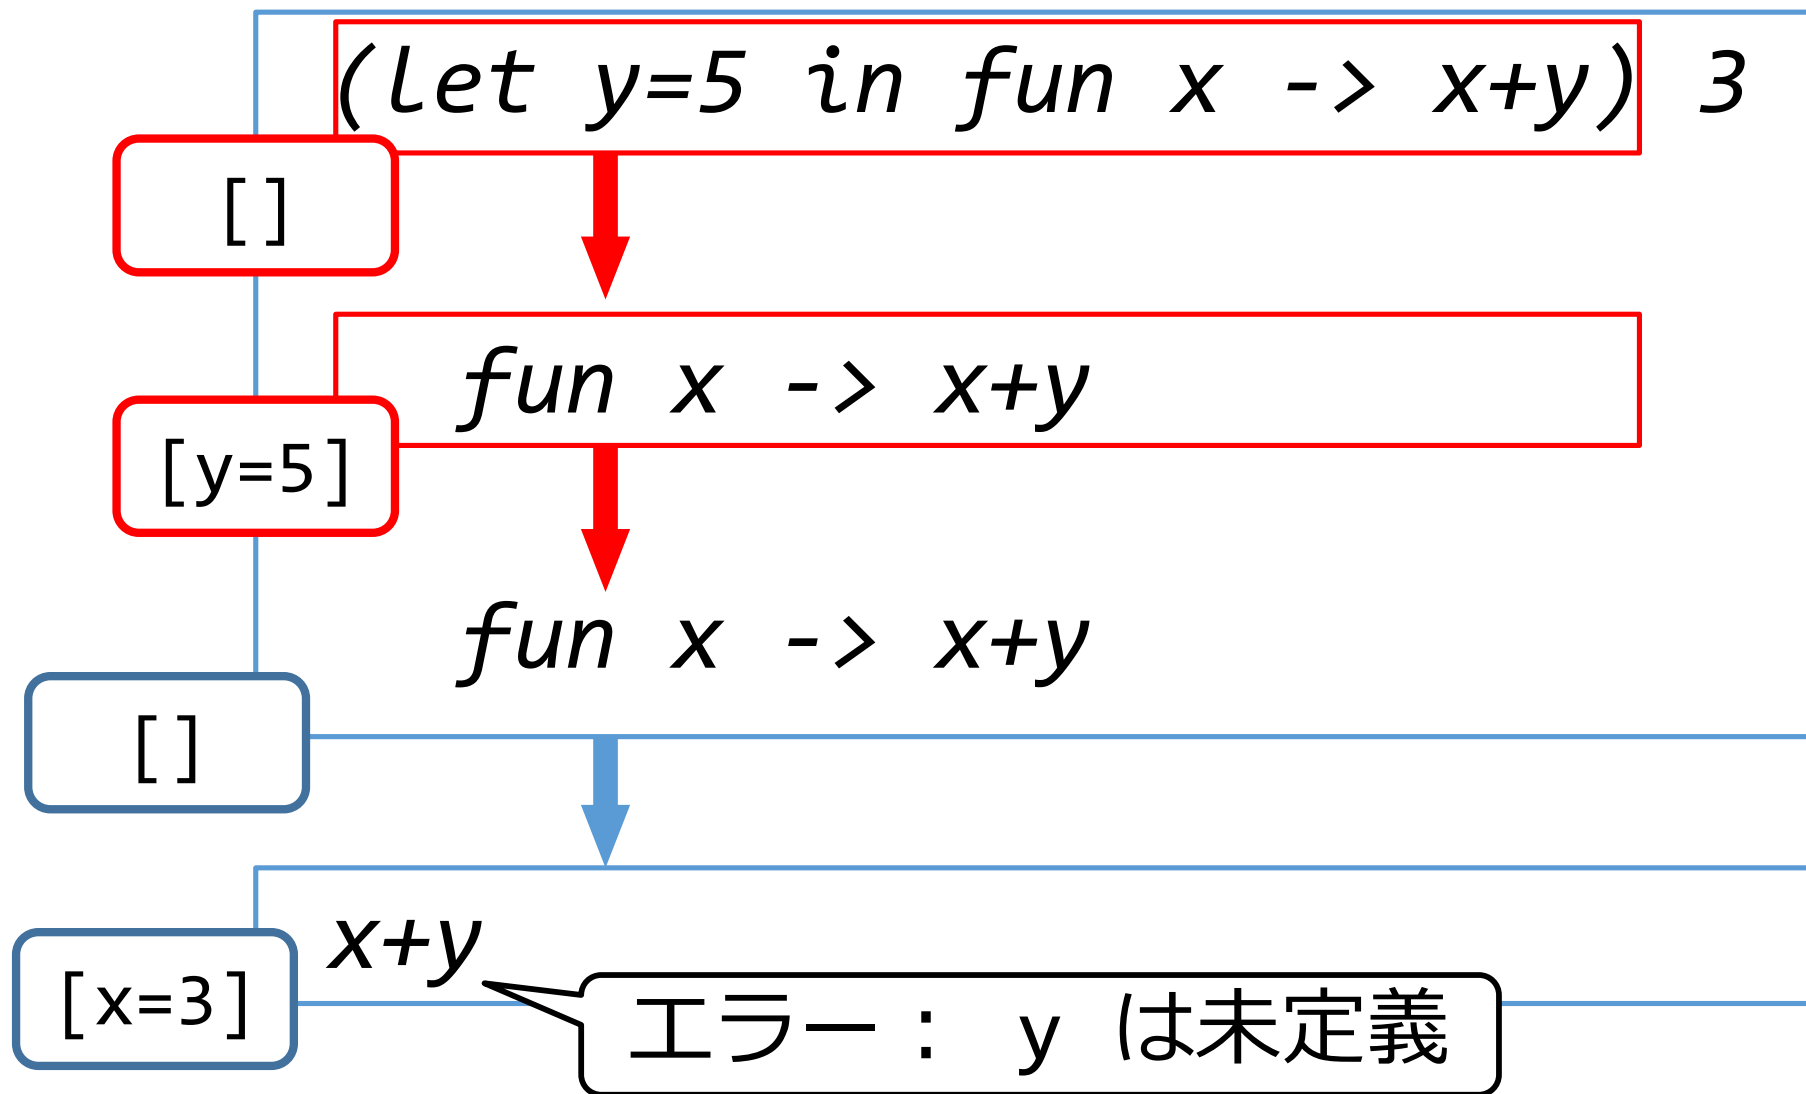 (let y=5 in fun x -> x+y) 3
[]
fun x -> x+y
[y=5]
fun x -> x+y
[]
x+y
[x=3]
エラー： y は未定義